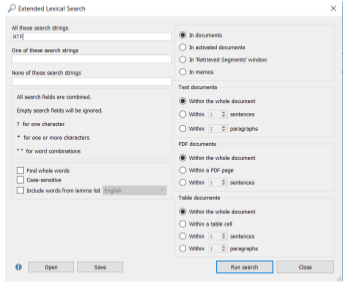 Extended Lexical Search
All these search strings
RTF
One of these search strings
None of these search strings
All search fields are combined.
Empty search fields will be ignored.
? for one character
* for one or more characters
" " for word combinations
Find whole words
Case-sensitive
Include words from lemma list English
In documents
In activated documents
In 'Retrieved Segments' window
In memos
Text documents
Within the whole document
Within 1 sentences
Within 1 paragraphs
PDF documents
Within the whole document
Within a PDF page
Within 1 sentences
Table documents
Within the whole document
Within a table cell
Within 1 sentences
Within 1 paragraphs
Open Save Run search Close